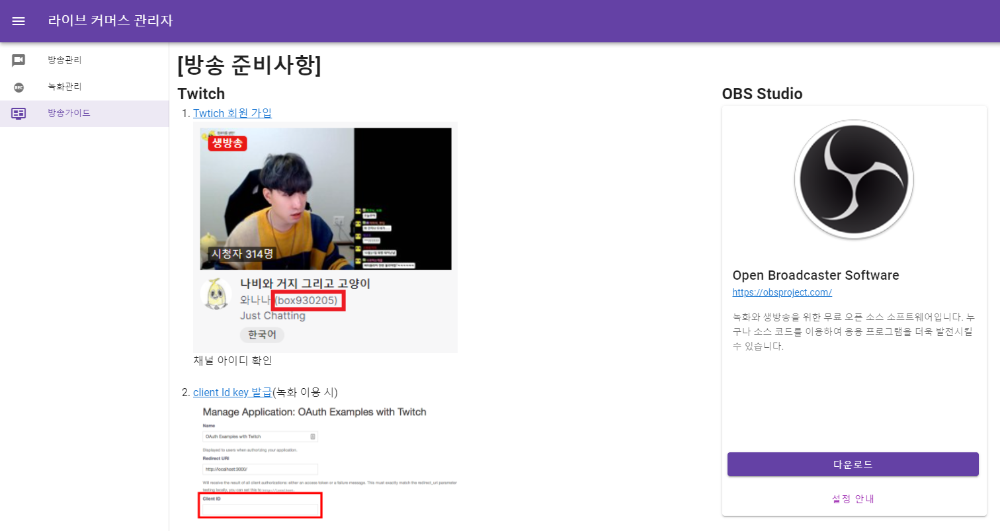 라이브 커머스 관리자
방송관리
REC
녹화관리
방송가이드
[방송 준비사항]
Twitch
1. Twtich 회원 가입
생방송
시청자 314명
나비와 거지 그리고 고양이
와나나 (box930205)
Just Chatting
한국어
채널 아이디 확인
2. client Id key 발급(녹화 이용 시)
Manage Application: OAuth Examples with Twitch
Name
OAuth Examples with Twitch
Displayed to users when authorizing your application.
Redirect URI
http://localhost:3000/
Will receive the result of all client authorizations: either an access token or a failure message. This must exactly match the redirect_uri parameter
testing locally, you can set this to http://localhost.
Client ID
OBS Studio
Open Broadcaster Software
https://obsproject.com/
녹화와 생방송을 위한 무료 오픈 소스 소프트웨어입니다. 누
구나 소스 코드를 이용하여 응용 프로그램을 더욱 발전시킬
수 있습니다.
다운로드
설정 안내